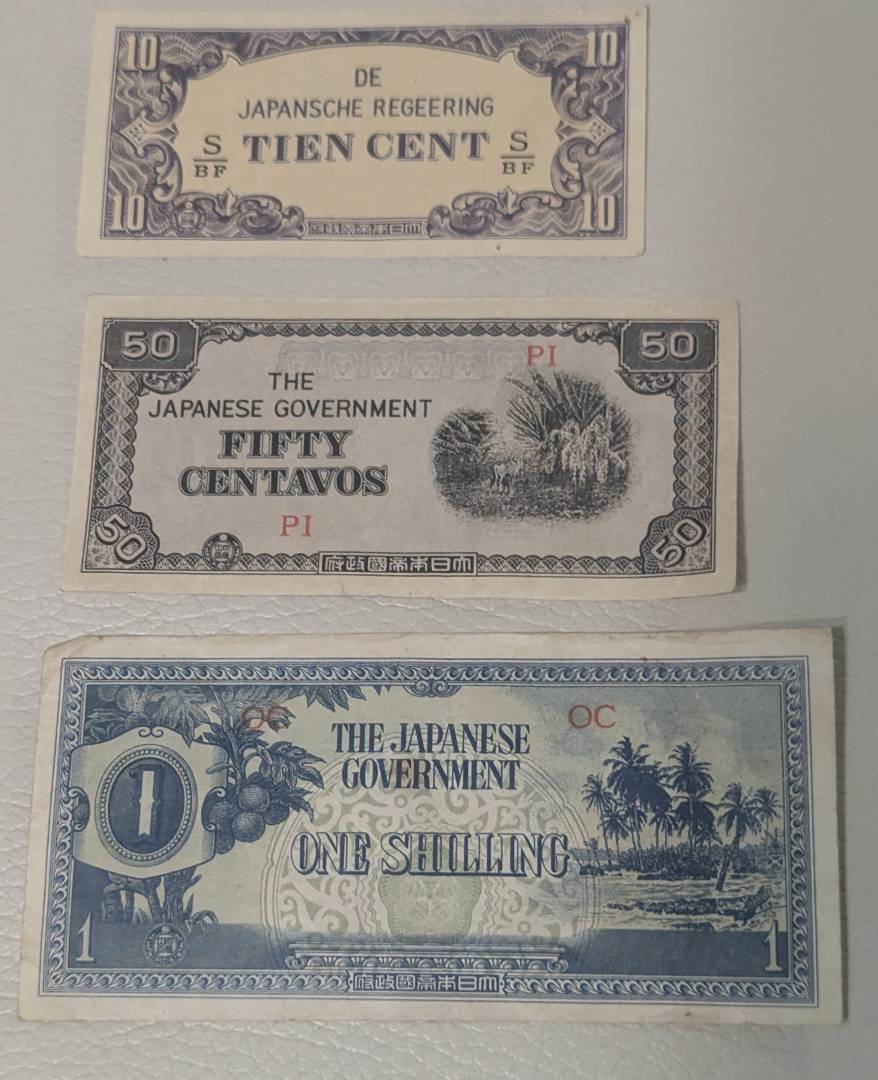 10 10
DE
JAPANSCHE REGEERING
S/BF TIEN CENT S/BF
10 府政國帝本日大 10
50 PI 50
THE
JAPANESE GOVERNMENT
FIFTY
CENTAVOS
PI
50 府政國帝本日大 50
OC OC
THE JAPANESE
GOVERNMENT
1
ONE SHILLING
1 1
府政國帝本日大